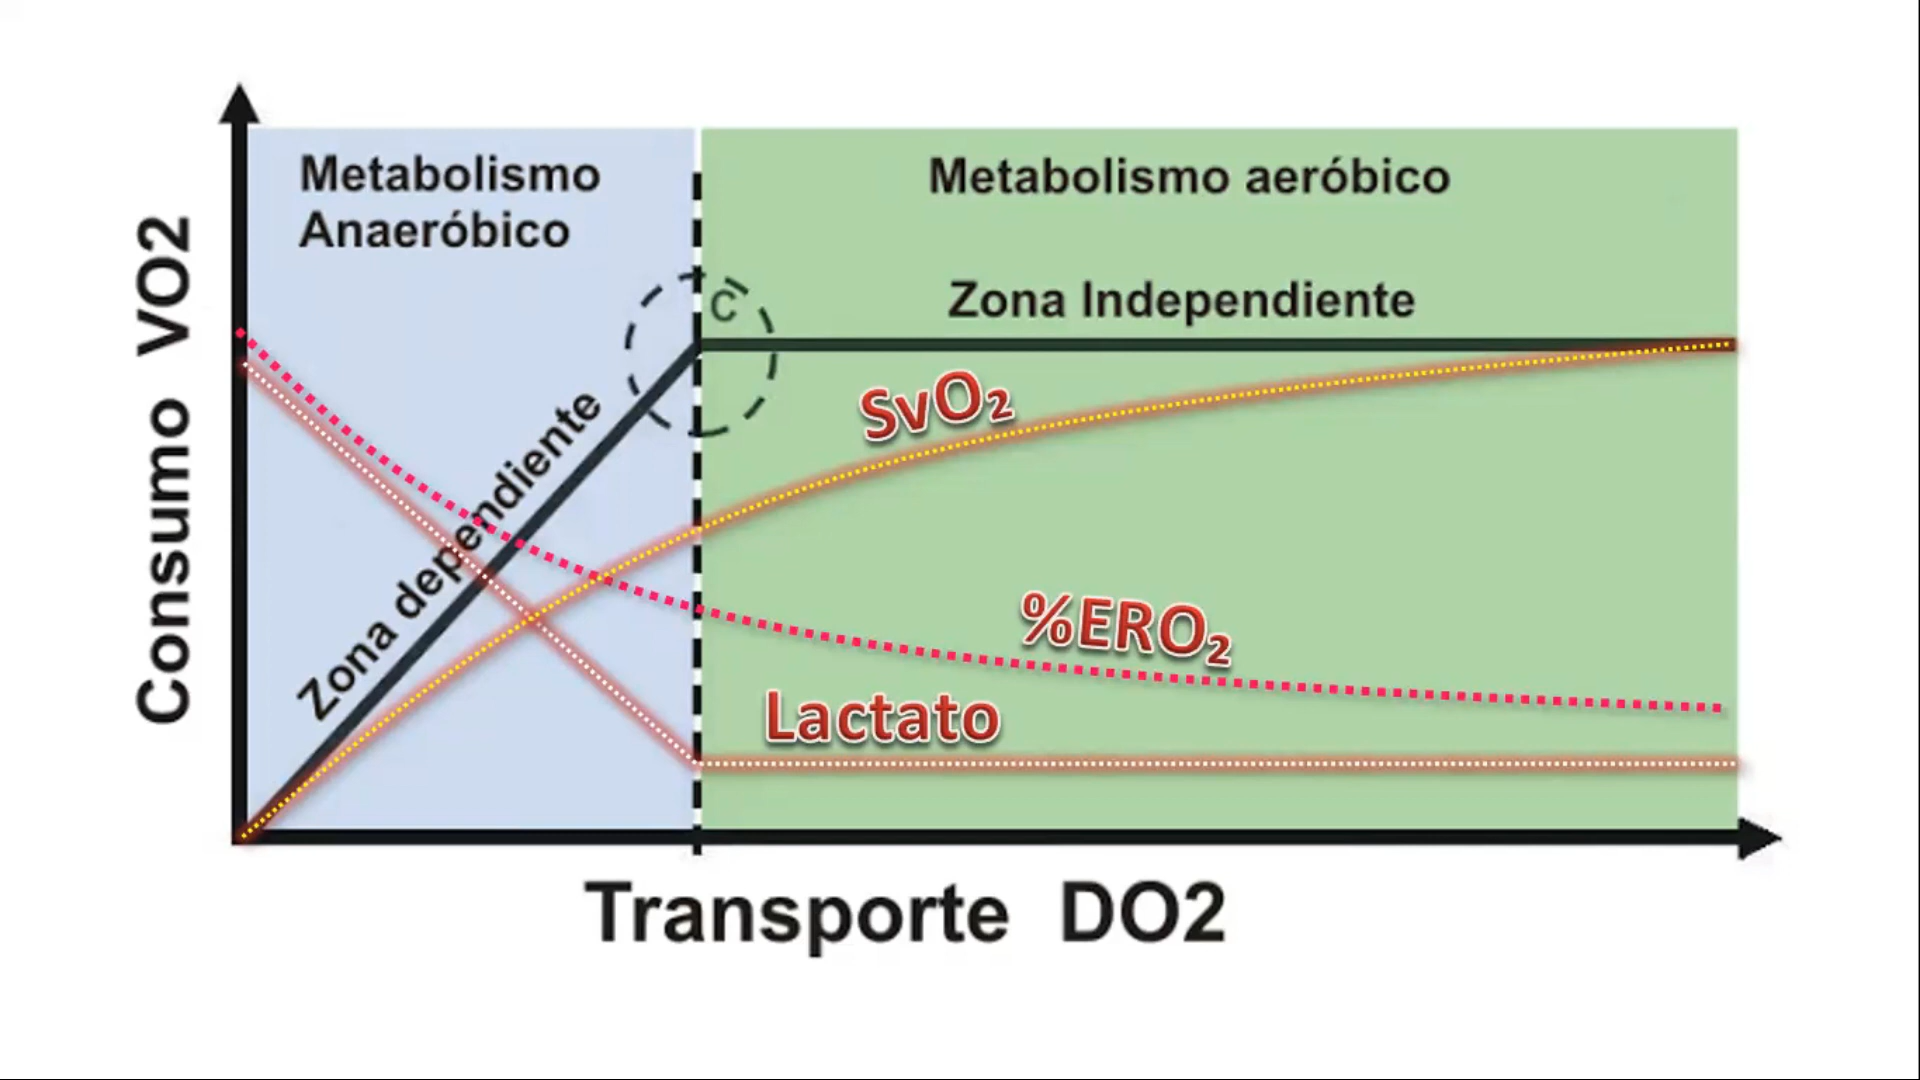 Metabolismo
Anaeróbico
Metabolismo aeróbico
Consumo VO2
C
Zona Independiente
Zona dependiente
SvO₂
%ERO₂
Lactato
Transporte DO2